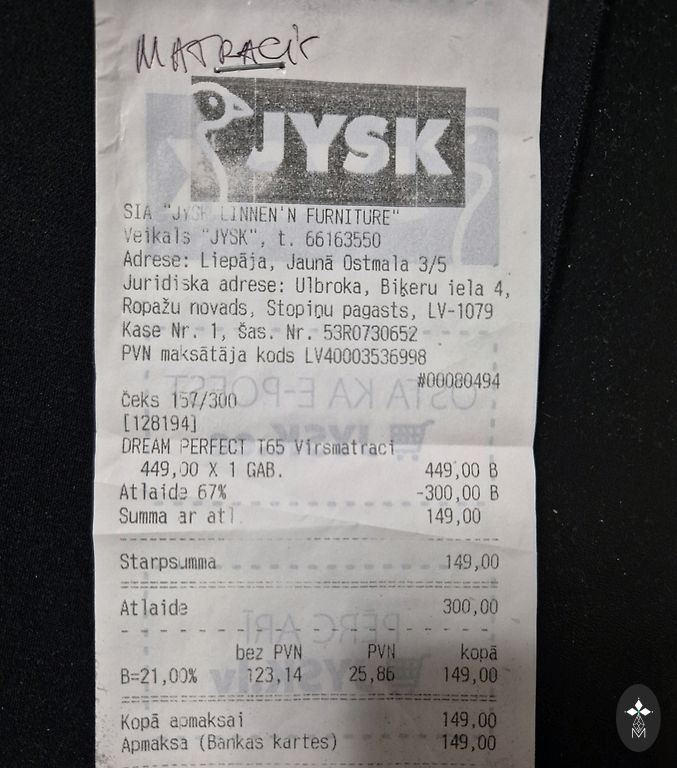 JYSK
SIA "JYSK LINNEN'N FURNITURE"
Veikals "JYSK", t. 66163550
Adrese: Liepāja, Jaunā Ostmala 3/5
Juridiska adrese: Ulbroka, Biķeru iela 4,
Ropažu novads, Stopiņu pagasts, LV-1079
Kase Nr. 1, šas. Nr. 53R0730652
PVN maksātāja kods LV40003536998
#00080494
čeks 157/300
[128194]
DREAM PERFECT T65 Virsmatraci
449,00 X 1 GAB. 449,00 B
Atlaide 67% -300,00 B
Summa ar atl. 149,00
Starpsumma 149,00
Atlaide 300,00
bez PVN PVN kopā
B=21,00% 123,14 25,86 149,00
Kopā apmaksai 149,00
Apmaksa (Bankas kartes) 149,00
M